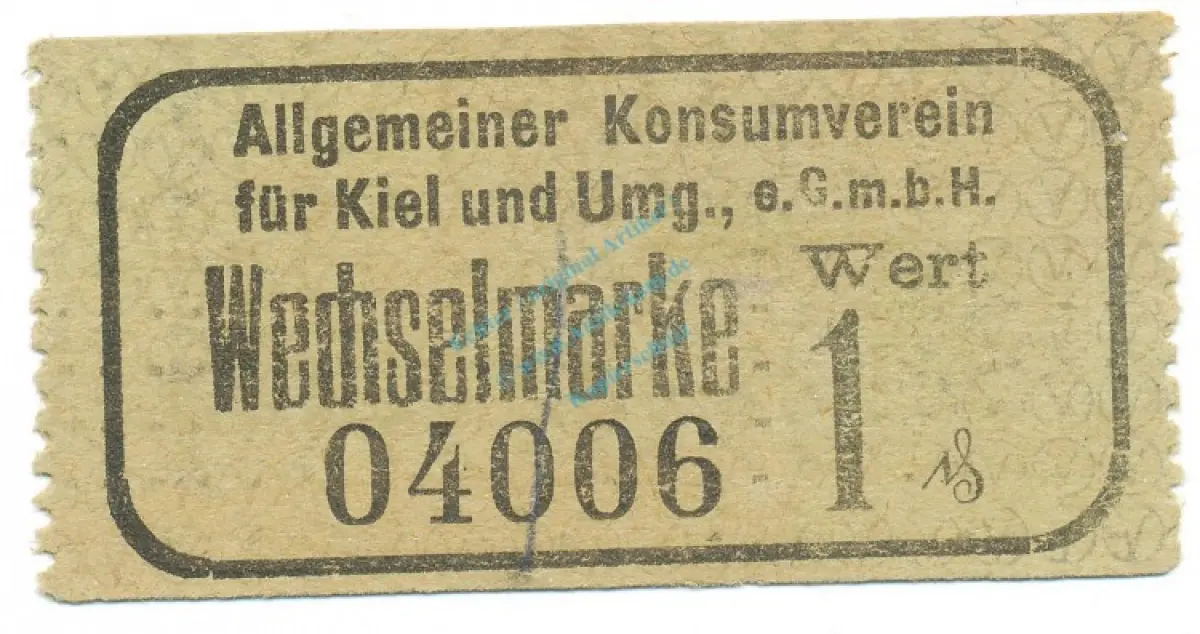 Allgemeiner Konsumverein
für Kiel und Umg., e.G.m.b.H.
Wechselmarke
Wert
1 ₰
04006